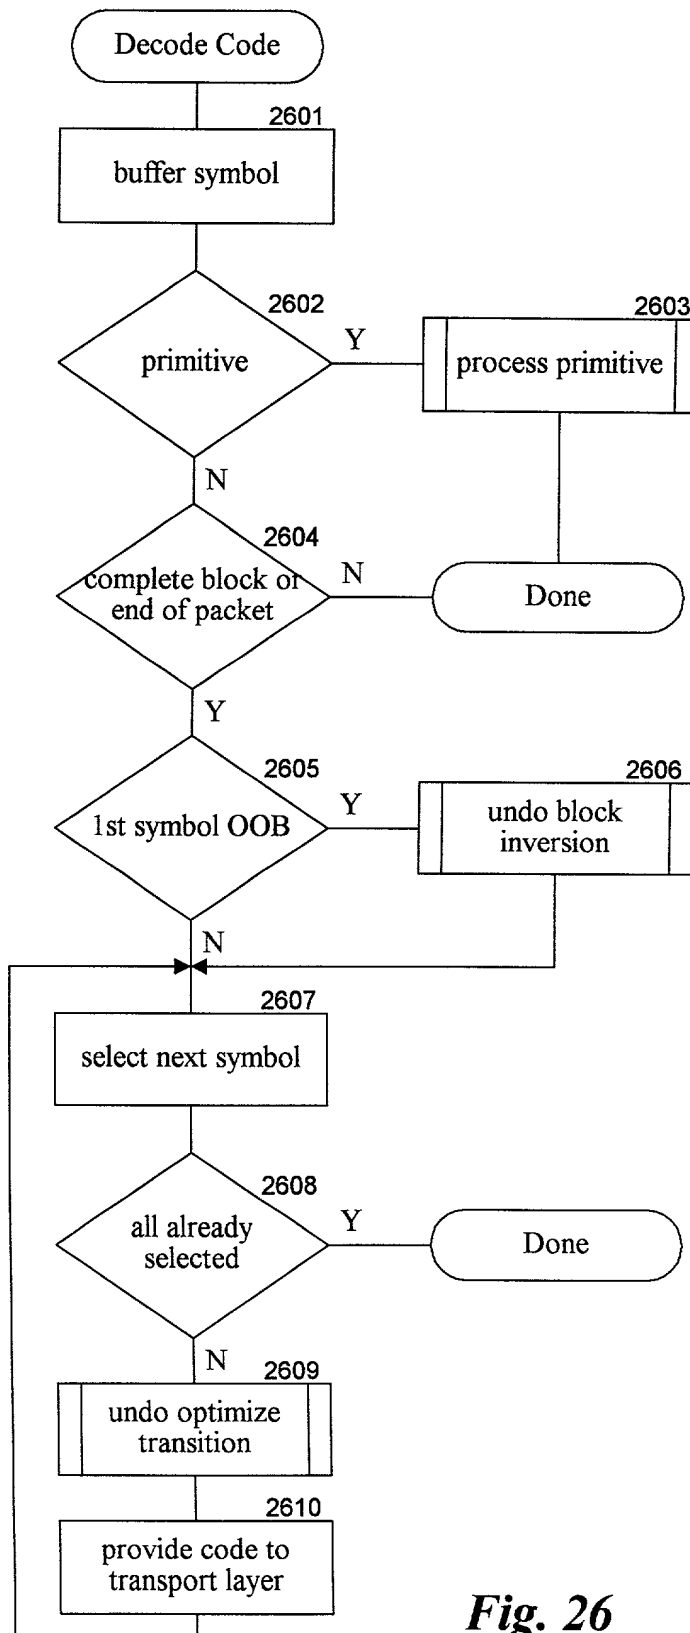 Decode Code
2601
buffer symbol
2602
primitive
Y
2603
process primitive
N
2604
complete block or
end of packet
N
Done
Y
2605
1st symbol OOB
Y
2606
undo block
inversion
N
2607
select next symbol
2608
all already
selected
Y
Done
N
2609
undo optimize
transition
2610
provide code to
transport layer
Fig. 26